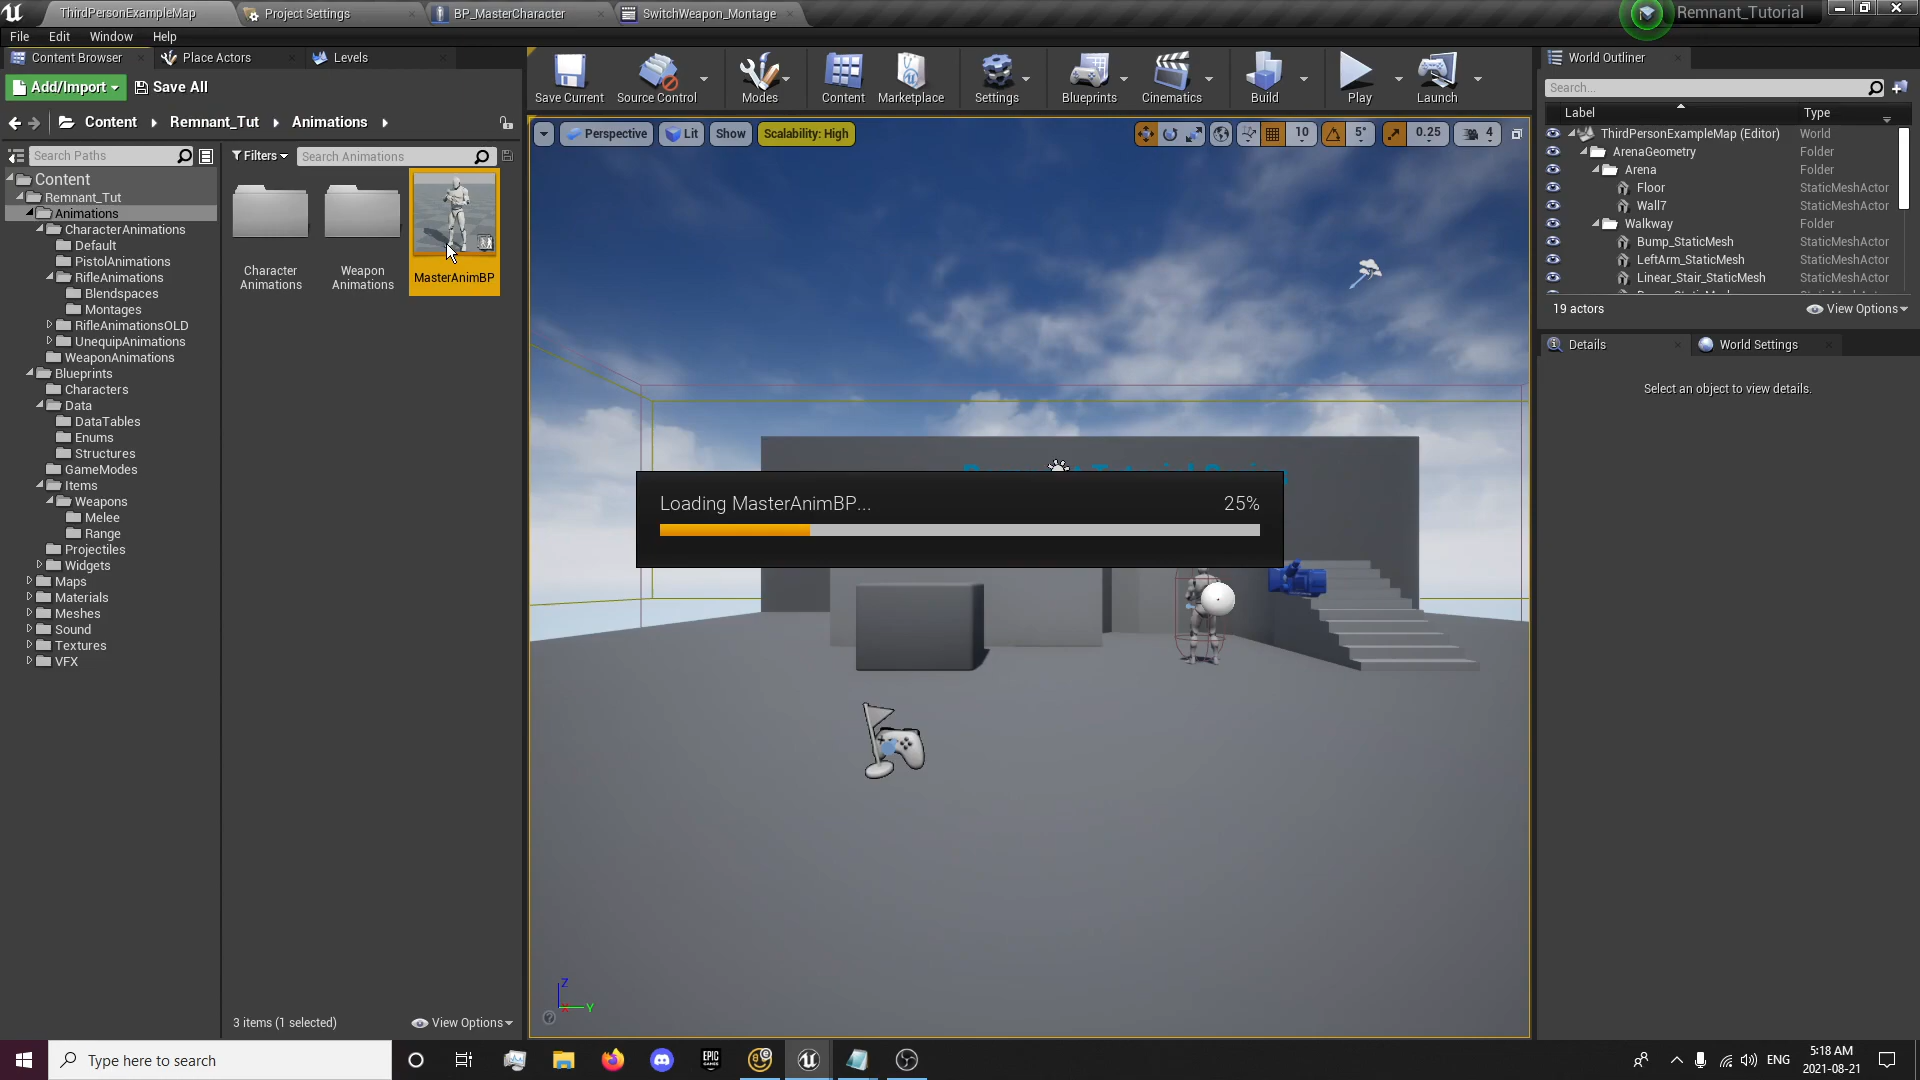 ThirdPersonExampleMap
Project Settings
BP_MasterCharacter
SwitchWeapon_Montage
Remnant_Tutorial
File Edit Window Help
Content Browser
Place Actors
Levels
World Outliner
Add/Import
Save All
Save Current
Source Control
Modes
Content
Marketplace
Settings
Blueprints
Cinematics
Build
Play
Launch
Search...
Label
Type
Content
Remnant_Tut
Animations
Search Paths
Filters
Search Animations
Perspective
Lit
Show
Scalability: High
10
5°
0.25
4
ThirdPersonExampleMap (Editor) World
ArenaGeometry Folder
Arena Folder
Floor StaticMeshActor
Wall7 StaticMeshActor
Walkway Folder
Bump_StaticMesh StaticMeshActor
LeftArm_StaticMesh StaticMeshActor
Linear_Stair_StaticMesh StaticMeshActor
19 actors
View Options
Details
World Settings
Select an object to view details.
Content
Remnant_Tut
Animations
CharacterAnimations
Default
PistolAnimations
RifleAnimations
Blendspaces
Montages
RifleAnimationsOLD
UnequipAnimations
WeaponAnimations
Blueprints
Characters
Data
DataTables
Enums
Structures
GameModes
Items
Weapons
Melee
Range
Projectiles
Widgets
Maps
Materials
Meshes
Sound
Textures
VFX
Character
Animations
Weapon
Animations
MasterAnimBP
Loading MasterAnimBP...
25%
Z
Y
3 items (1 selected)
View Options
Type here to search
EPIC
GAMES
ENG
5:18 AM
2021-08-21